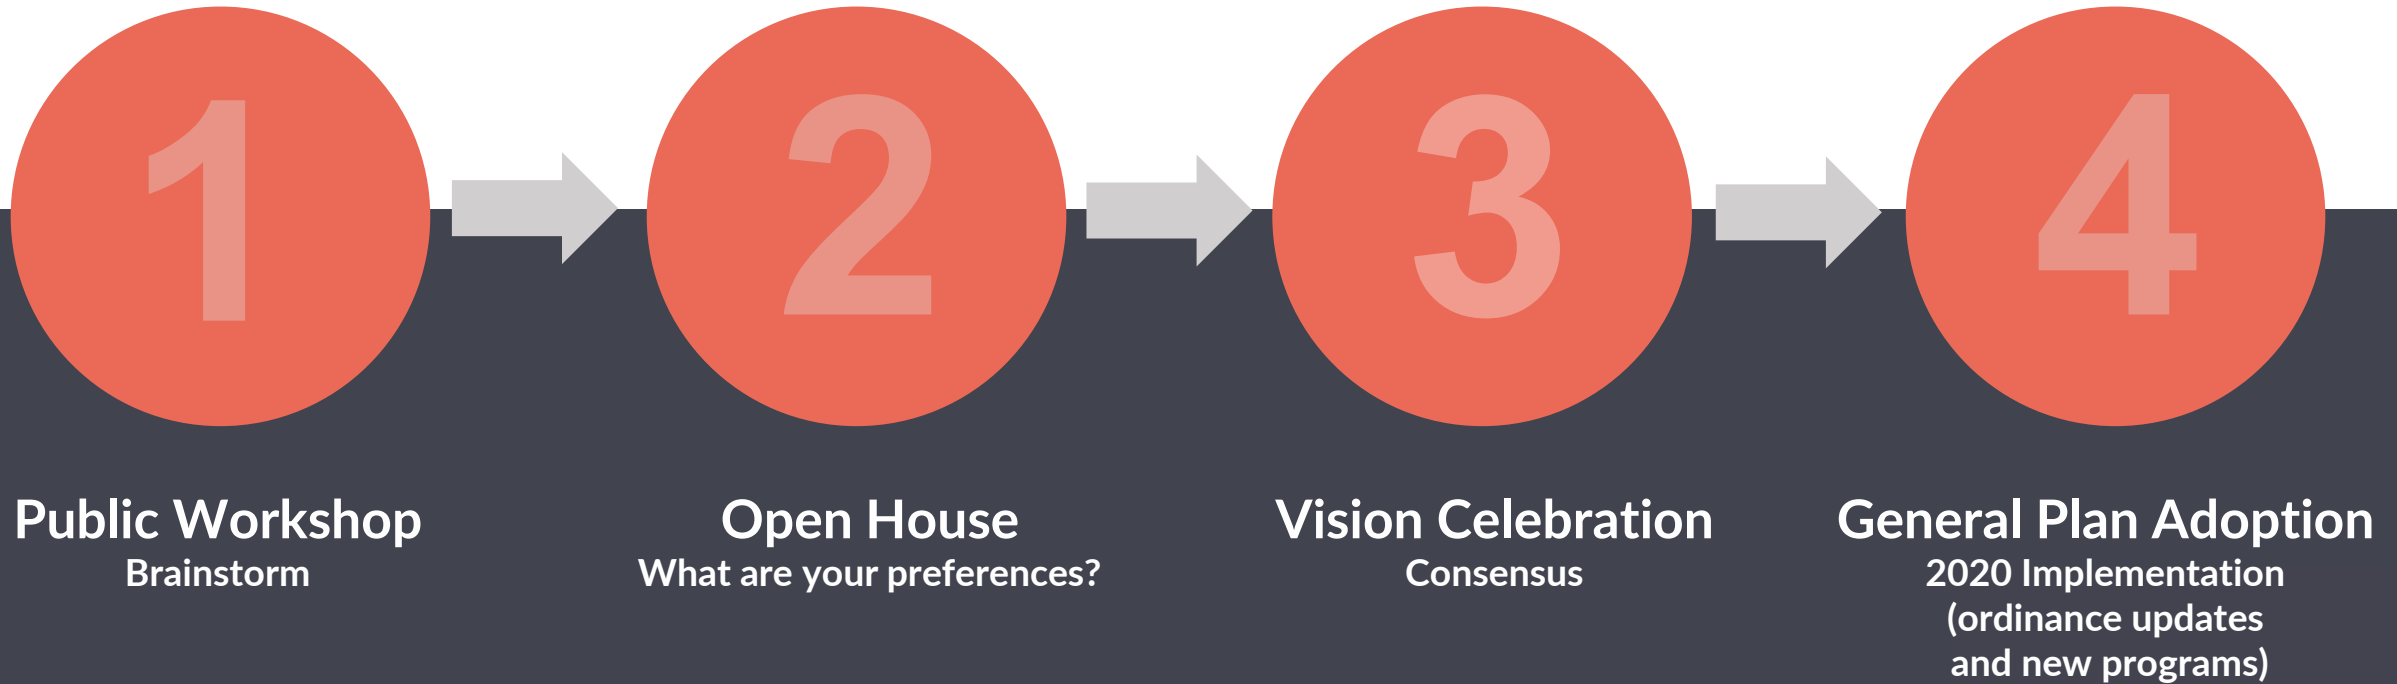 1
Public Workshop
Brainstorm
2
Open House
What are your preferences?
3
Vision Celebration
Consensus
4
General Plan Adoption
2020 Implementation
(ordinance updates
and new programs)